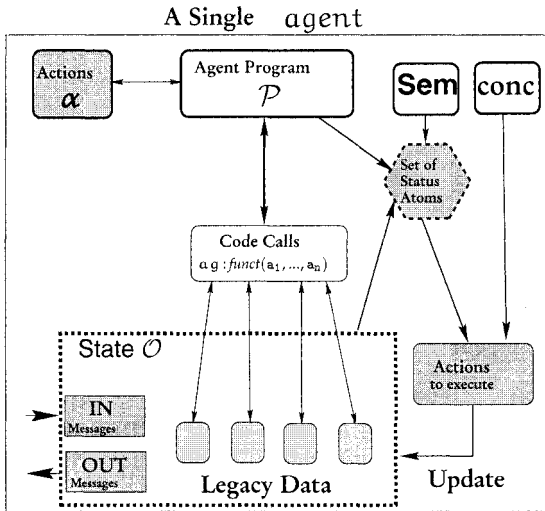 A Single agent
Actions
α
Agent Program
𝒫
Sem
conc
Set of
Status
Atoms
Code Calls
ag:funct(a₁,...,aₙ)
State 𝒪
Actions
to execute
IN
Messages
OUT
Messages
Legacy Data
Update